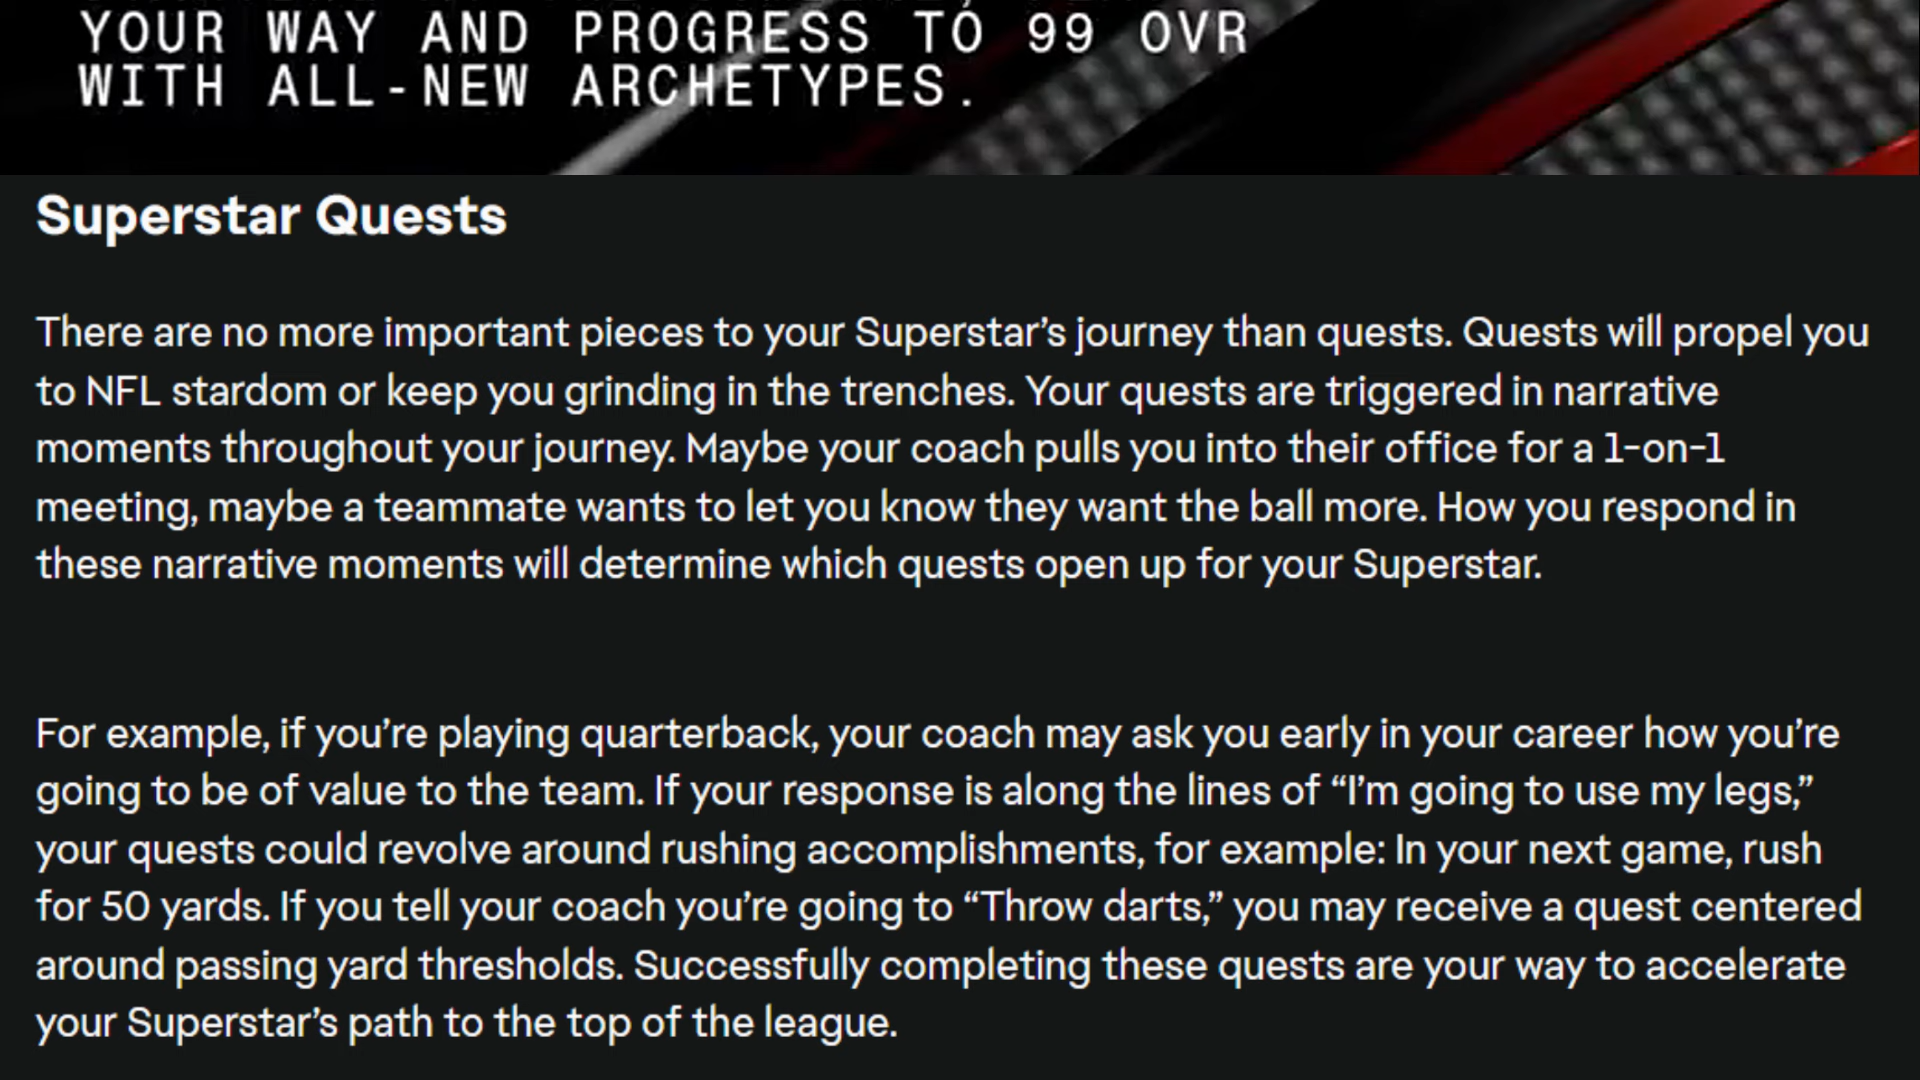 YOUR WAY AND PROGRESS TO 99 OVR
WITH ALL-NEW ARCHETYPES.
Superstar Quests
There are no more important pieces to your Superstar’s journey than quests. Quests will propel you
to NFL stardom or keep you grinding in the trenches. Your quests are triggered in narrative
moments throughout your journey. Maybe your coach pulls you into their office for a 1-on-1
meeting, maybe a teammate wants to let you know they want the ball more. How you respond in
these narrative moments will determine which quests open up for your Superstar.
For example, if you’re playing quarterback, your coach may ask you early in your career how you’re
going to be of value to the team. If your response is along the lines of “I’m going to use my legs,”
your quests could revolve around rushing accomplishments, for example: In your next game, rush
for 50 yards. If you tell your coach you’re going to “Throw darts,” you may receive a quest centered
around passing yard thresholds. Successfully completing these quests are your way to accelerate
your Superstar’s path to the top of the league.